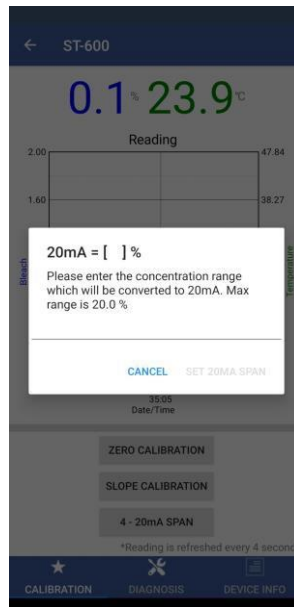 ← ST-600
0.1 % 23.9 °C
Reading
2.00 47.84
1.60 38.27
Bleach
Temperature
20mA = [ ] %
Please enter the concentration range
which will be converted to 20mA. Max
range is 20.0 %
CANCEL SET 20MA SPAN
35:05
Date/Time
ZERO CALIBRATION
SLOPE CALIBRATION
4 - 20mA SPAN
*Reading is refreshed every 4 second
CALIBRATION DIAGNOSIS DEVICE INFO